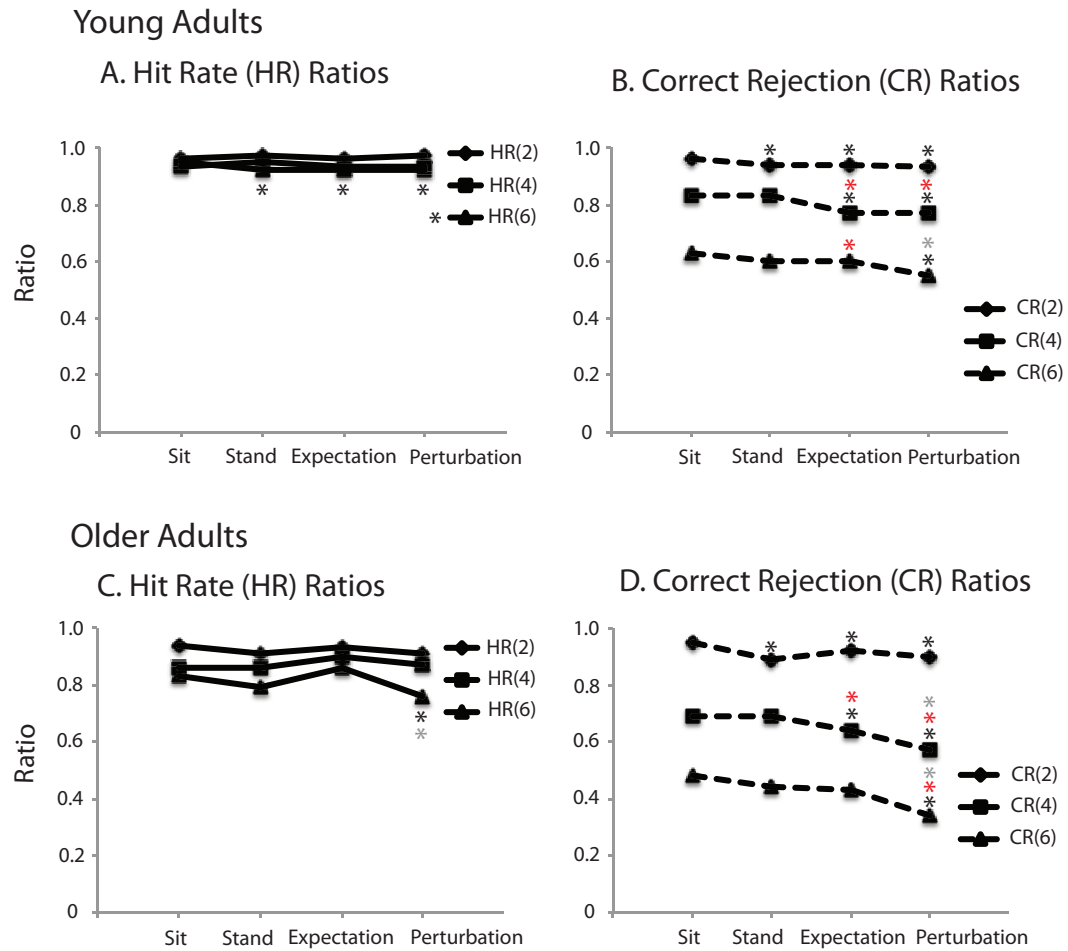 Young Adults
A. Hit Rate (HR) Ratios
B. Correct Rejection (CR) Ratios
Ratio
1.0
0.8
0.6
0.4
0.2
0
Sit Stand Expectation Perturbation
* * *
HR(2)
HR(4)
* HR(6)
1.0
0.8
0.6
0.4
0.2
0
Sit Stand Expectation Perturbation
* * *
* *
* *
* *
*
CR(2)
CR(4)
CR(6)
Older Adults
C. Hit Rate (HR) Ratios
D. Correct Rejection (CR) Ratios
Ratio
1.0
0.8
0.6
0.4
0.2
0
Sit Stand Expectation Perturbation
HR(2)
HR(4)
HR(6)
*
*
1.0
0.8
0.6
0.4
0.2
0
Sit Stand Expectation Perturbation
* * *
*
* *
* *
*
*
*
CR(2)
CR(4)
CR(6)